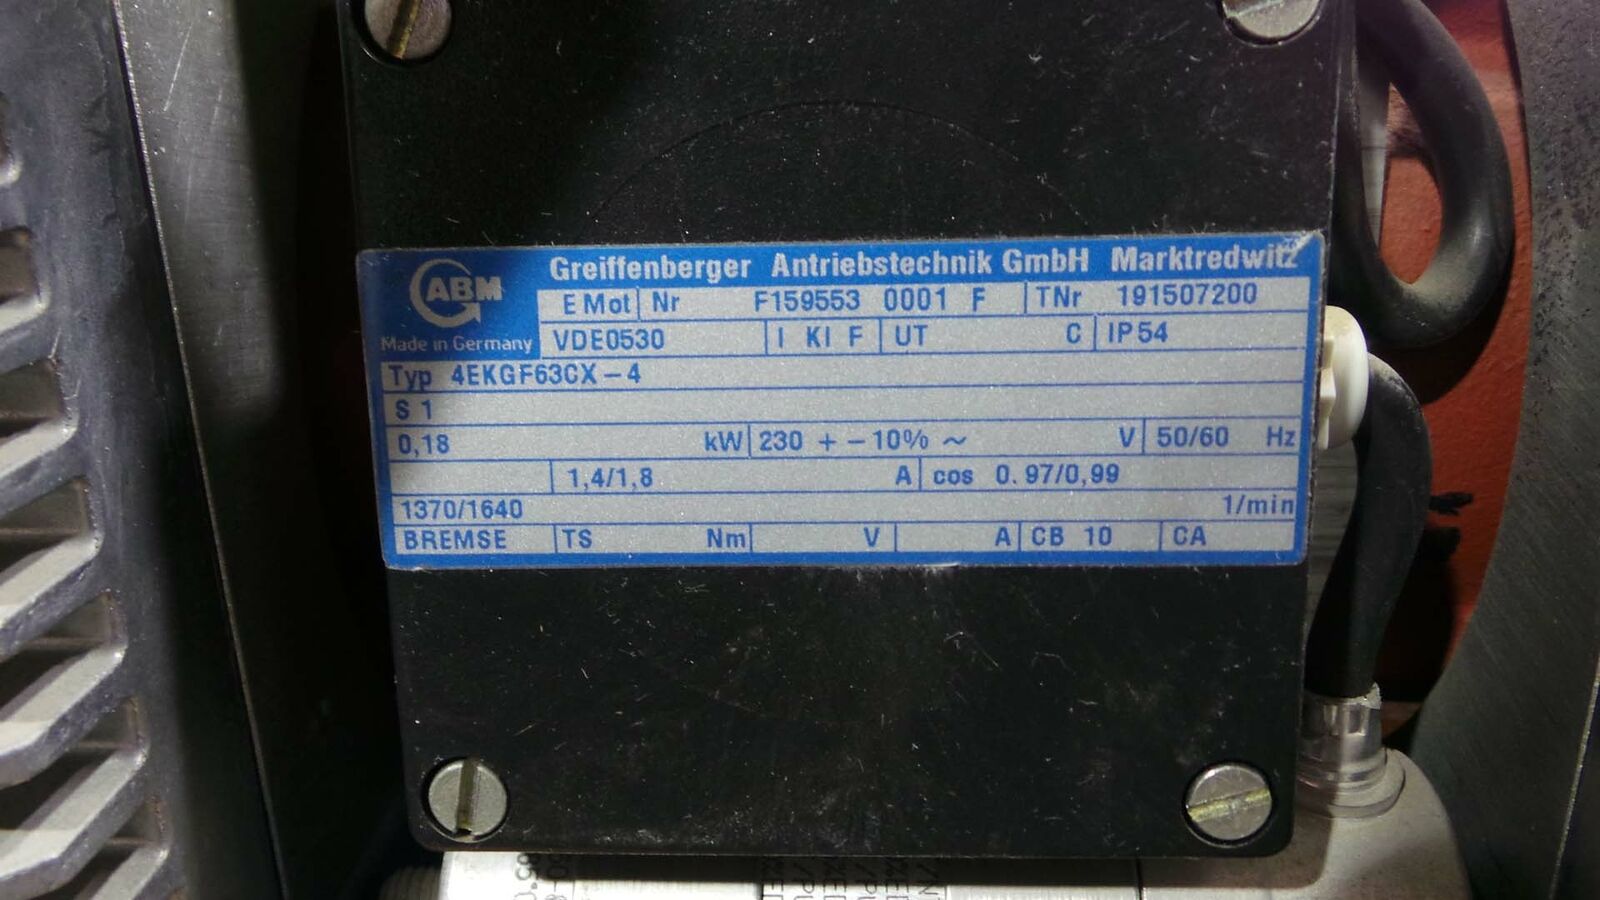 ABM
Made in Germany
Greiffenberger Antriebstechnik GmbH Marktredwitz
E Mot Nr F159553 0001 F TNr 191507200
VDE0530 I KI F UT C IP54
Typ 4EKGF63CX-4
S 1
0,18 kW 230 + - 10% ~ V 50/60 Hz
1,4/1,8 A cos 0.97/0,99
1370/1640 1/min
BREMSE TS Nm V A CB 10 CA